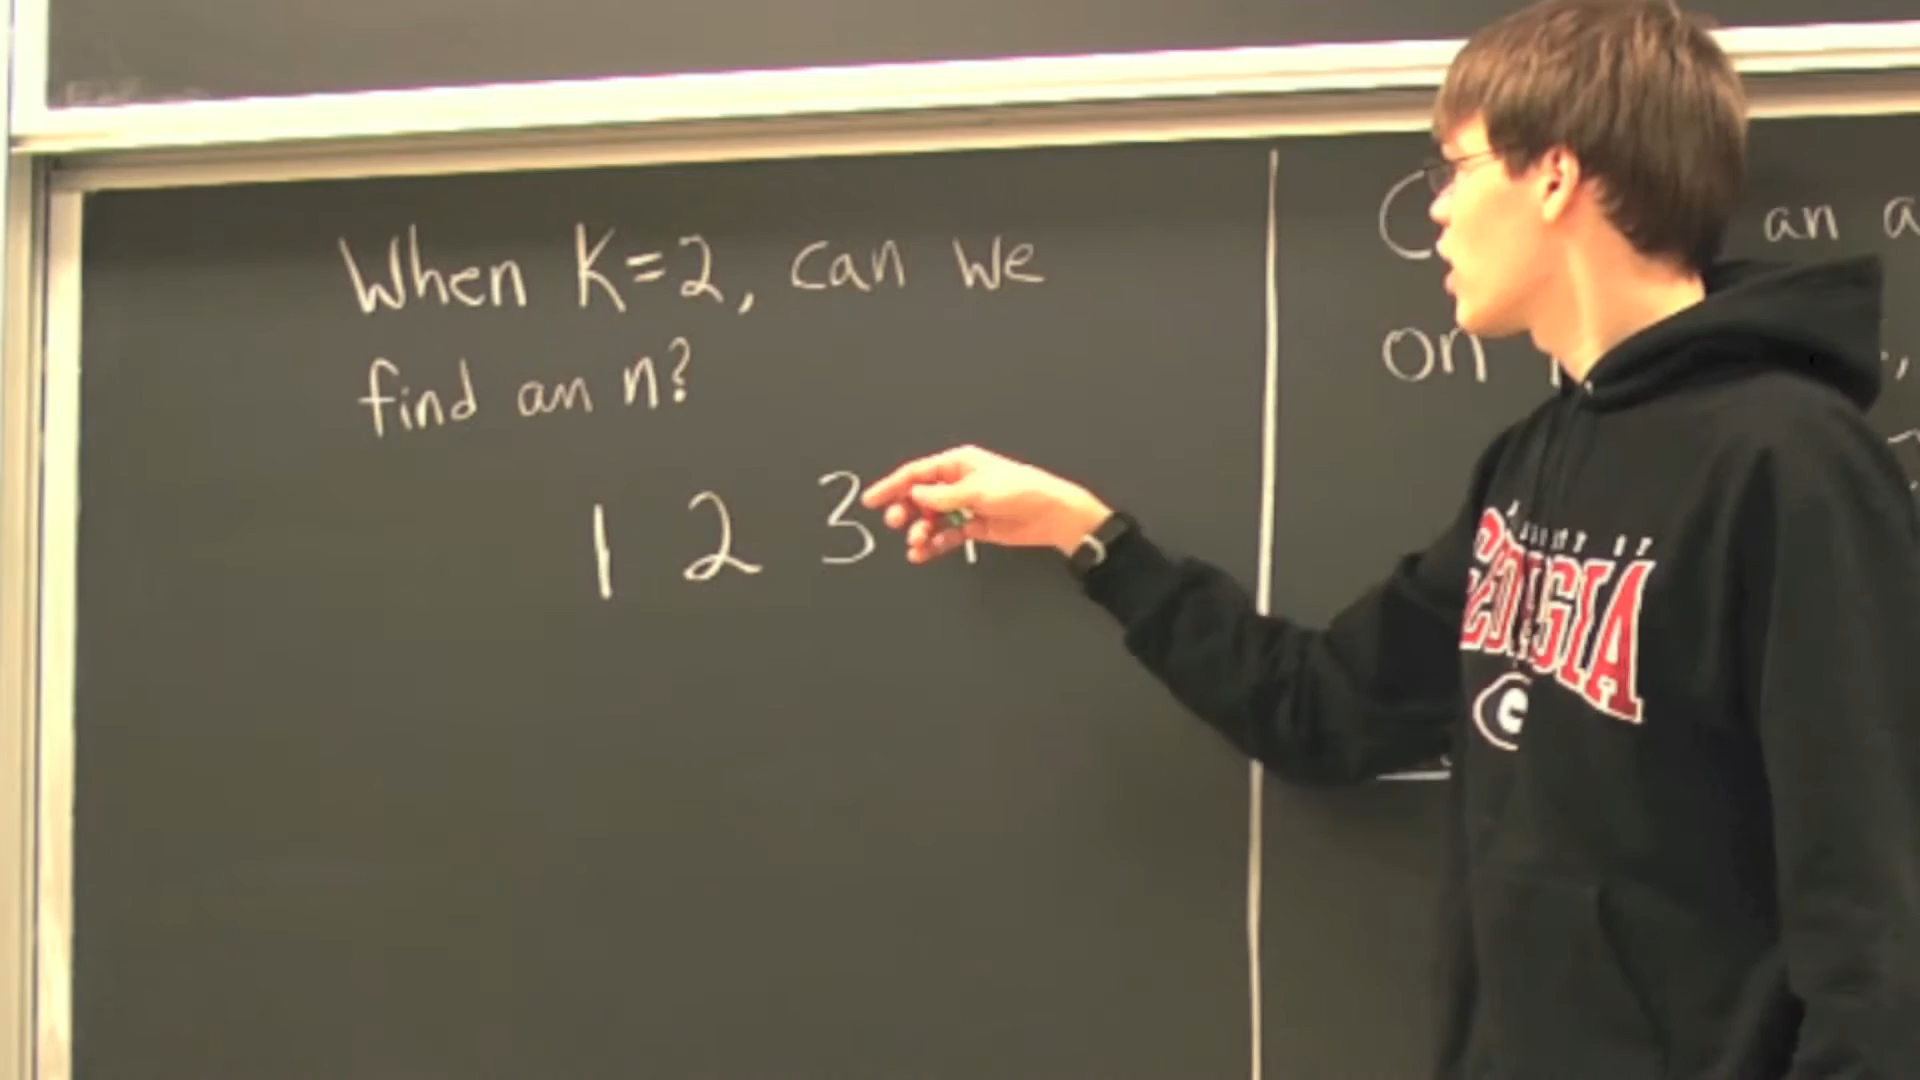 When K=2, can we
find an n?
1 2 3
an
on
GEORGIA